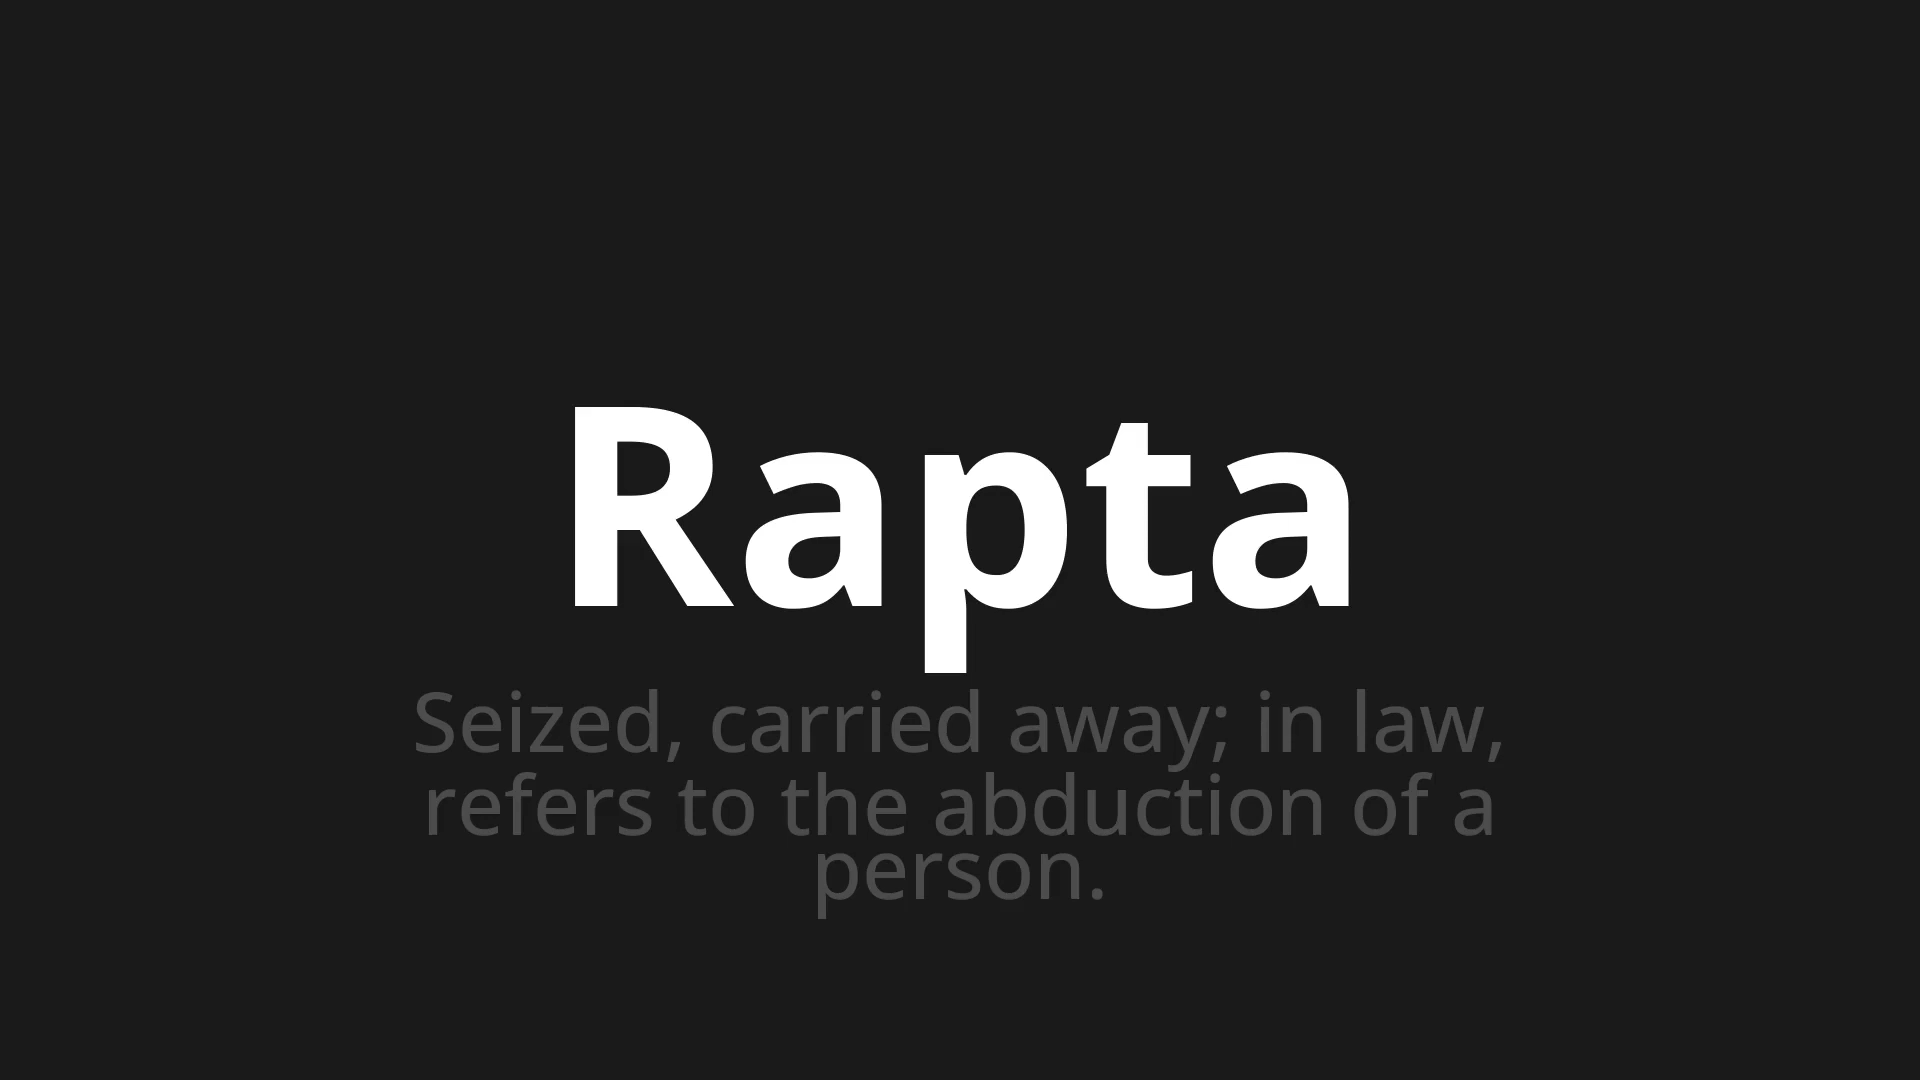 Rapta
Seized, carried away; in law,
refers to the abduction of a
person.